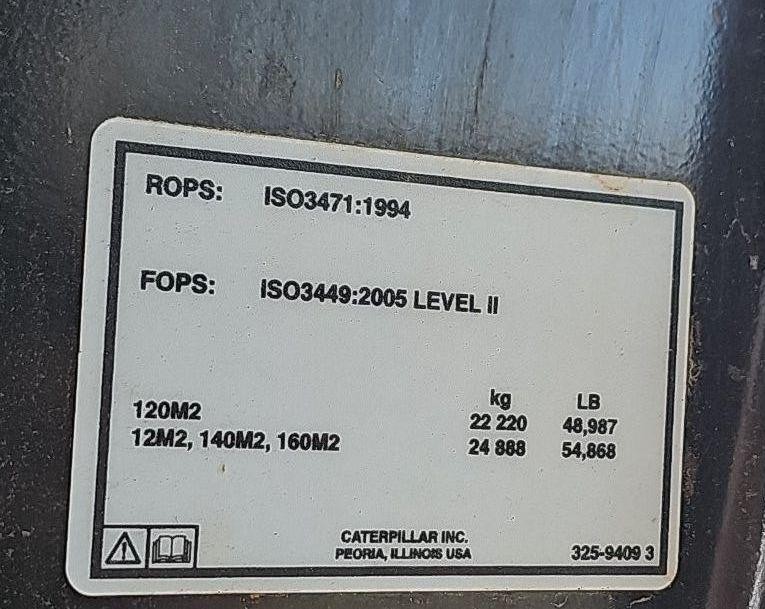 ROPS: ISO3471:1994
FOPS: ISO3449:2005 LEVEL II
kg LB
120M2 22 220 48,987
12M2, 140M2, 160M2 24 888 54,868
CATERPILLAR INC.
PEORIA, ILLINOIS USA
325-9409 3